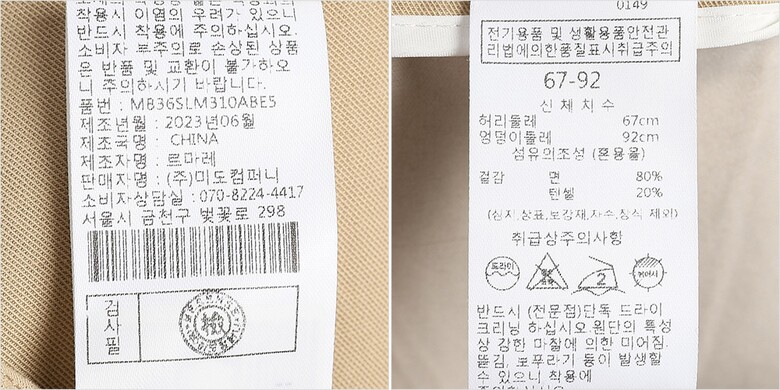 착용시 이염의 우려가 있으니
반드시 착용에 주의하십시오.
소비자 부주의로 손상된 상품
은 반품 및 교환이 불가하오
니 주의하시기 바랍니다.
품번 : MB36SLM310ABE5
제조년월 : 2023년06월
제조국명 : CHINA
제조자명 : 르마레
판매자명 : (주)미도컴퍼니
소비자상담실 : 070-8224-4417
서울시 금천구 벚꽃로 298
검사필
檢
0149
전기용품 및 생활용품안전관
리법에의한품질표시취급주의
67-92
신 체 치 수
허리둘레 67cm
엉덩이둘레 92cm
섬유의조성 (혼용율)
겉감 면 80%
텐셀 20%
(심지,상표,보강재,자수,장식 제외)
취급상주의사항
드라이
2
반드시 (전문점)단독 드라이
크리닝 하십시오.원단의 특성
상 강한 마찰에 의한 미어짐.
뜯김, 보푸라기 등이 발생할
수 있으니 착용에